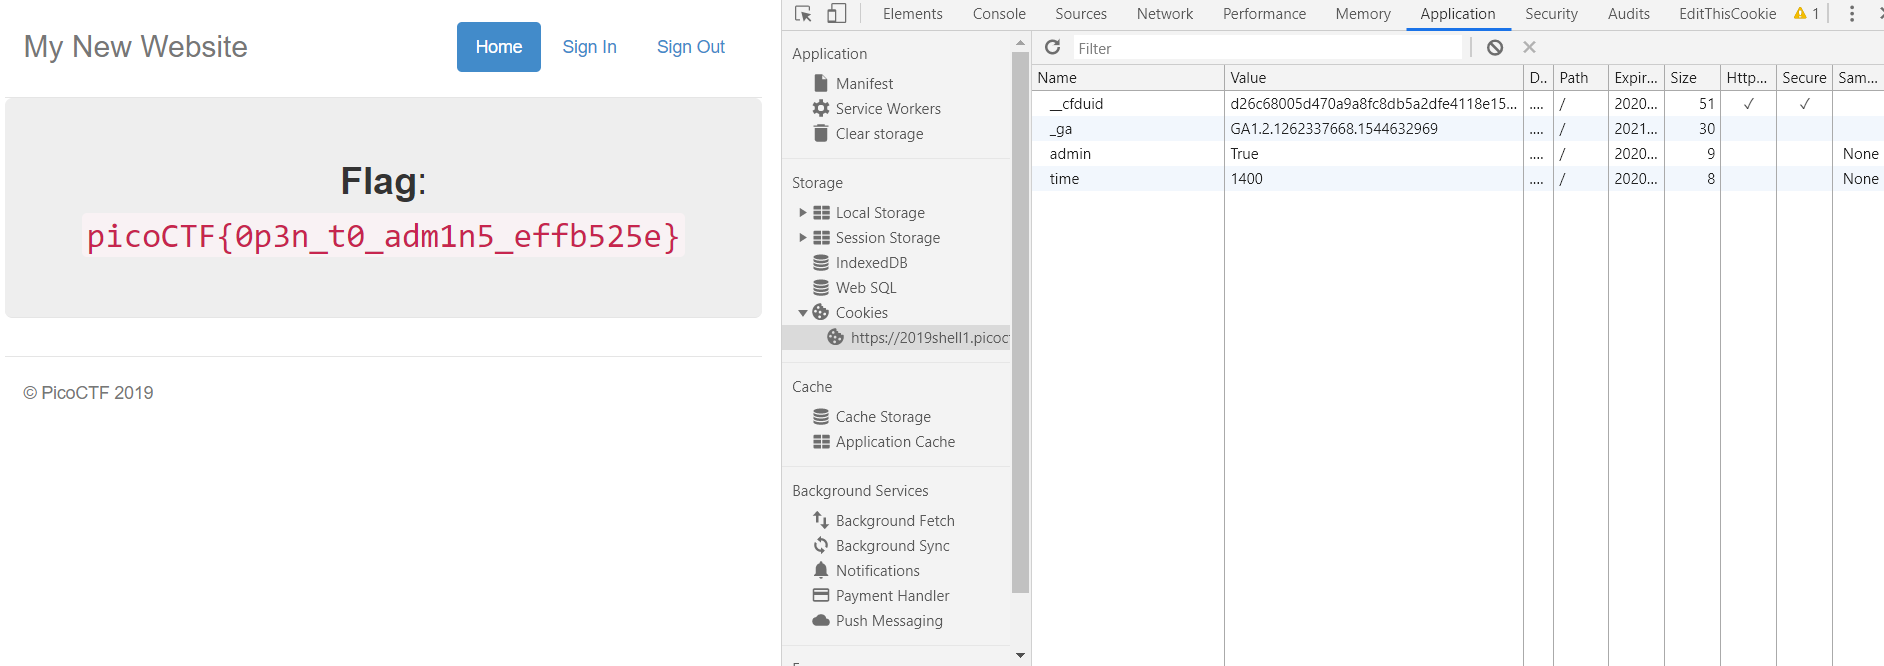 My New Website
Home Sign In Sign Out
Flag:
picoCTF{0p3n_t0_adm1n5_effb525e}
© PicoCTF 2019
Elements Console Sources Network Performance Memory Application Security Audits EditThisCookie 1
Application
Manifest
Service Workers
Clear storage
Storage
Local Storage
Session Storage
IndexedDB
Web SQL
Cookies
https://2019shell1.picoct
Cache
Cache Storage
Application Cache
Background Services
Background Fetch
Background Sync
Notifications
Payment Handler
Push Messaging
Filter
Name Value D.. Path Expir... Size Http... Secure Sam...
__cfduid d26c68005d470a9a8fc8db5a2dfe4118e15... .... / 2020... 51 ✓ ✓
_ga GA1.2.1262337668.1544632969 .... / 2021... 30
admin True .... / 2020... 9 None
time 1400 .... / 2020... 8 None